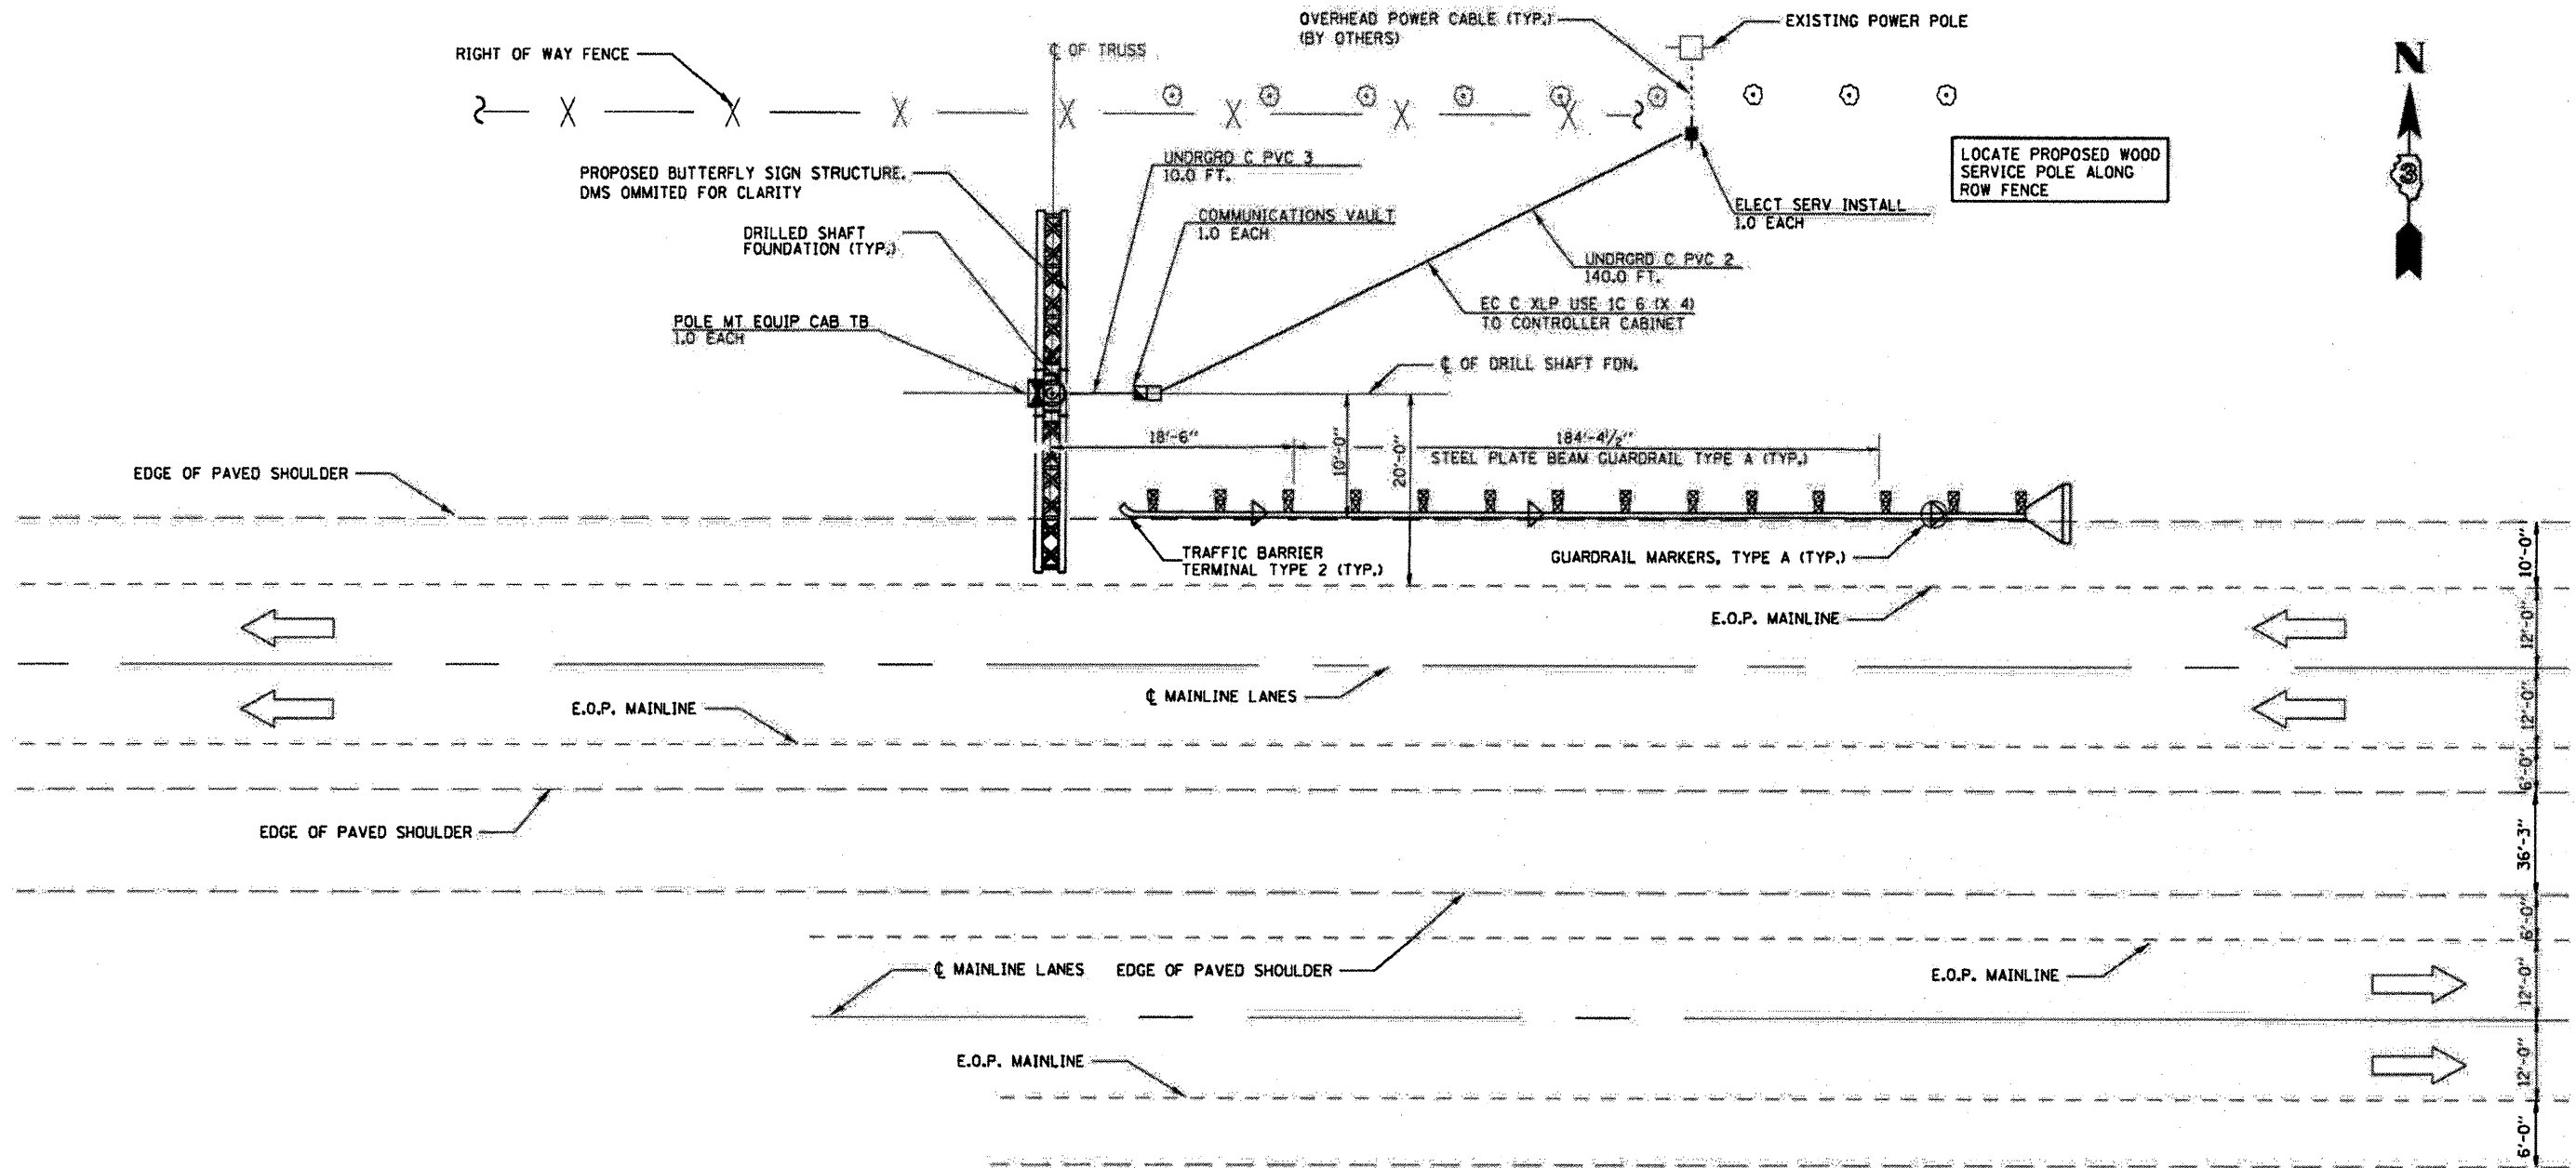 OVERHEAD POWER CABLE (TYP.)
(BY OTHERS)
EXISTING POWER POLE
RIGHT OF WAY FENCE
℄ OF TRUSS
N
3
LOCATE PROPOSED WOOD
SERVICE POLE ALONG
ROW FENCE
PROPOSED BUTTERFLY SIGN STRUCTURE.
DMS OMMITED FOR CLARITY
UNDRGRD C PVC 3
10.0 FT.
COMMUNICATIONS VAULT
1.0 EACH
ELECT SERV INSTALL
1.0 EACH
DRILLED SHAFT
FOUNDATION (TYP.)
UNDRGRD C PVC 2
140.0 FT.
EC C XLP USE 1C 6 (X 4)
TO CONTROLLER CABINET
POLE MT EQUIP CAB TB
1.0 EACH
℄ OF DRILL SHAFT FDN.
18'-6"
10'-0"
20'-0"
184'-4½"
STEEL PLATE BEAM GUARDRAIL TYPE A (TYP.)
EDGE OF PAVED SHOULDER
TRAFFIC BARRIER
TERMINAL TYPE 2 (TYP.)
GUARDRAIL MARKERS, TYPE A (TYP.)
10'-0"
E.O.P. MAINLINE
12'-0"
℄ MAINLINE LANES
E.O.P. MAINLINE
12'-0"
6'-0"
EDGE OF PAVED SHOULDER
36'-3"
6'-0"
℄ MAINLINE LANES
EDGE OF PAVED SHOULDER
E.O.P. MAINLINE
12'-0"
E.O.P. MAINLINE
12'-0"
6'-0"